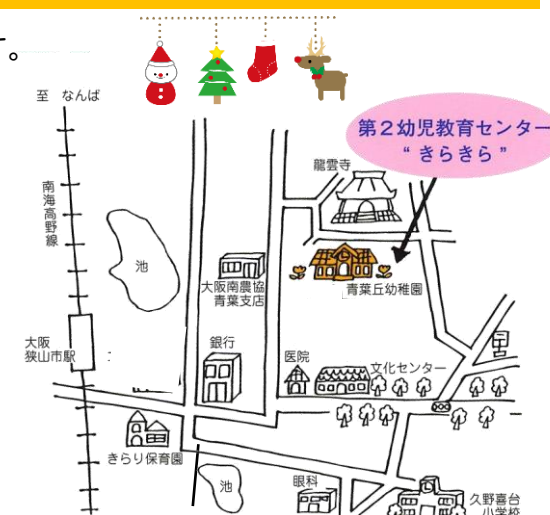 。
至 なんば
第2幼児教育センター
“きらきら”
龍雲寺
南海高野線
池
大阪南農協
青葉支店
青葉丘幼稚園
大阪
狭山市駅
銀行
医院
文化センター
きらり保育園
池
眼科
久野喜台
小学校